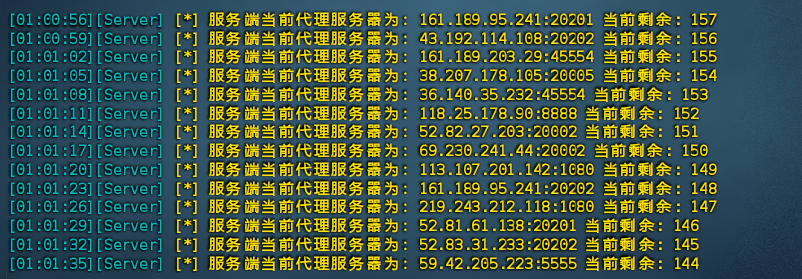 [01:00:56][Server] [*] 服务端当前代理服务器为: 161.189.95.241:20201 当前剩余: 157
[01:00:59][Server] [*] 服务端当前代理服务器为: 43.192.114.108:20202 当前剩余: 156
[01:01:02][Server] [*] 服务端当前代理服务器为: 161.189.203.29:45554 当前剩余: 155
[01:01:05][Server] [*] 服务端当前代理服务器为: 38.207.178.105:20005 当前剩余: 154
[01:01:08][Server] [*] 服务端当前代理服务器为: 36.140.35.232:45554 当前剩余: 153
[01:01:11][Server] [*] 服务端当前代理服务器为: 118.25.178.90:8888 当前剩余: 152
[01:01:14][Server] [*] 服务端当前代理服务器为: 52.82.27.203:20002 当前剩余: 151
[01:01:17][Server] [*] 服务端当前代理服务器为: 69.230.241.44:20002 当前剩余: 150
[01:01:20][Server] [*] 服务端当前代理服务器为: 113.107.201.142:1080 当前剩余: 149
[01:01:23][Server] [*] 服务端当前代理服务器为: 161.189.95.241:20202 当前剩余: 148
[01:01:26][Server] [*] 服务端当前代理服务器为: 219.243.212.118:1080 当前剩余: 147
[01:01:29][Server] [*] 服务端当前代理服务器为: 52.81.61.138:20201 当前剩余: 146
[01:01:32][Server] [*] 服务端当前代理服务器为: 52.83.31.233:20202 当前剩余: 145
[01:01:35][Server] [*] 服务端当前代理服务器为: 59.42.205.223:5555 当前剩余: 144